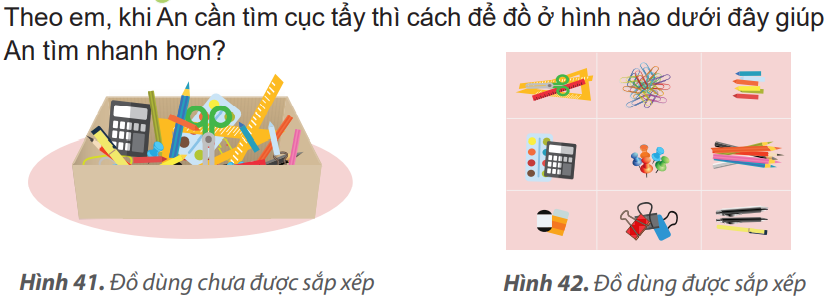 Theo em, khi An cần tìm cục tẩy thì cách để đồ ở hình nào dưới đây giúp
An tìm nhanh hơn?
Hình 41. Đồ dùng chưa được sắp xếp
Hình 42. Đồ dùng được sắp xếp